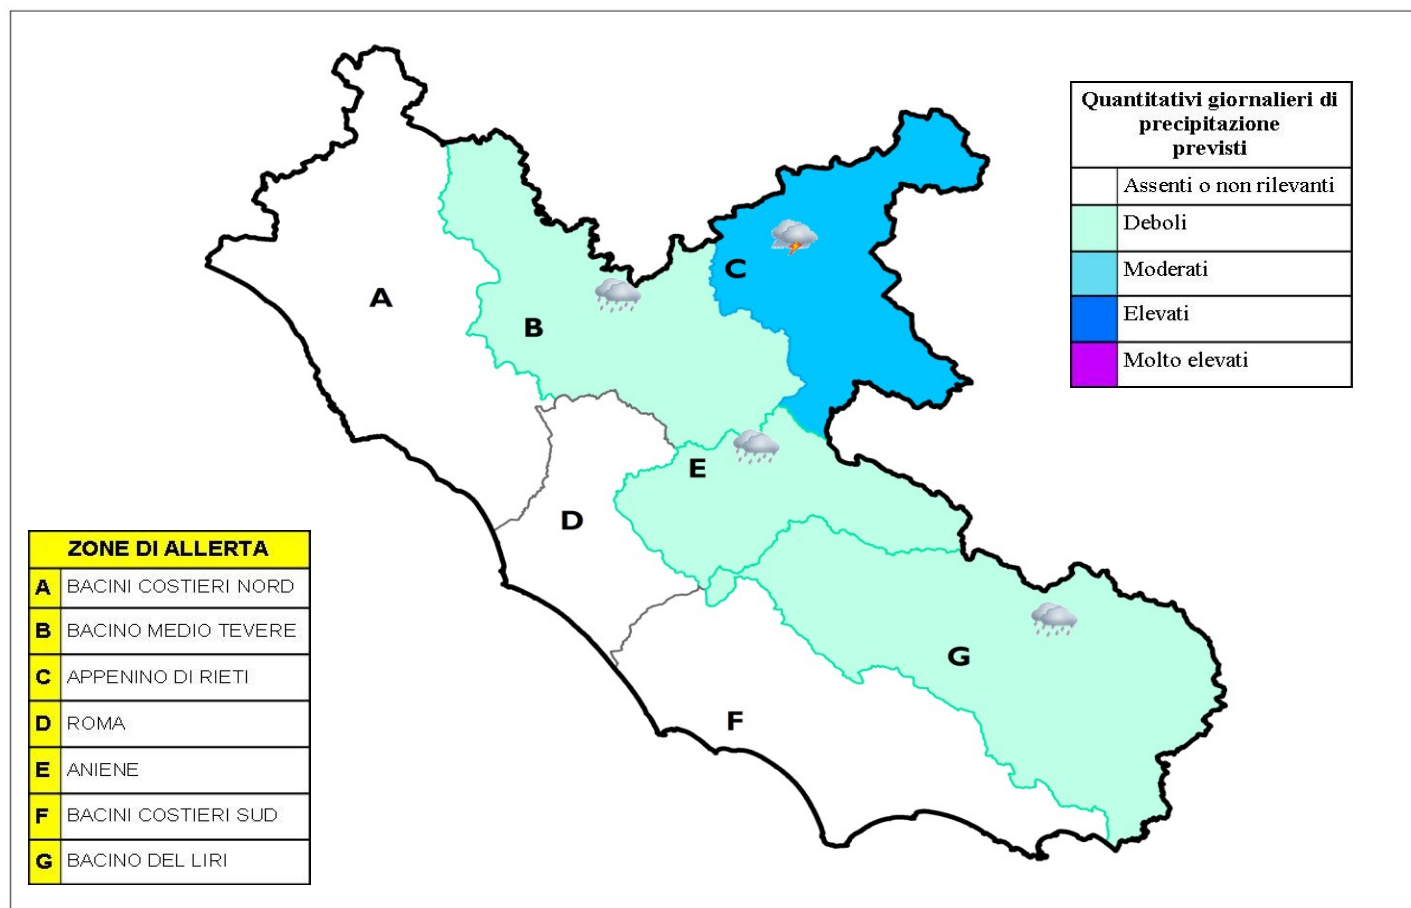 Quantitativi giornalieri di
precipitazione
previsti
Assenti o non rilevanti
Deboli
Moderati
Elevati
Molto elevati
A
B
C
D
E
F
G
ZONE DI ALLERTA
A BACINI COSTIERI NORD
B BACINO MEDIO TEVERE
C APPENINO DI RIETI
D ROMA
E ANIENE
F BACINI COSTIERI SUD
G BACINO DEL LIRI